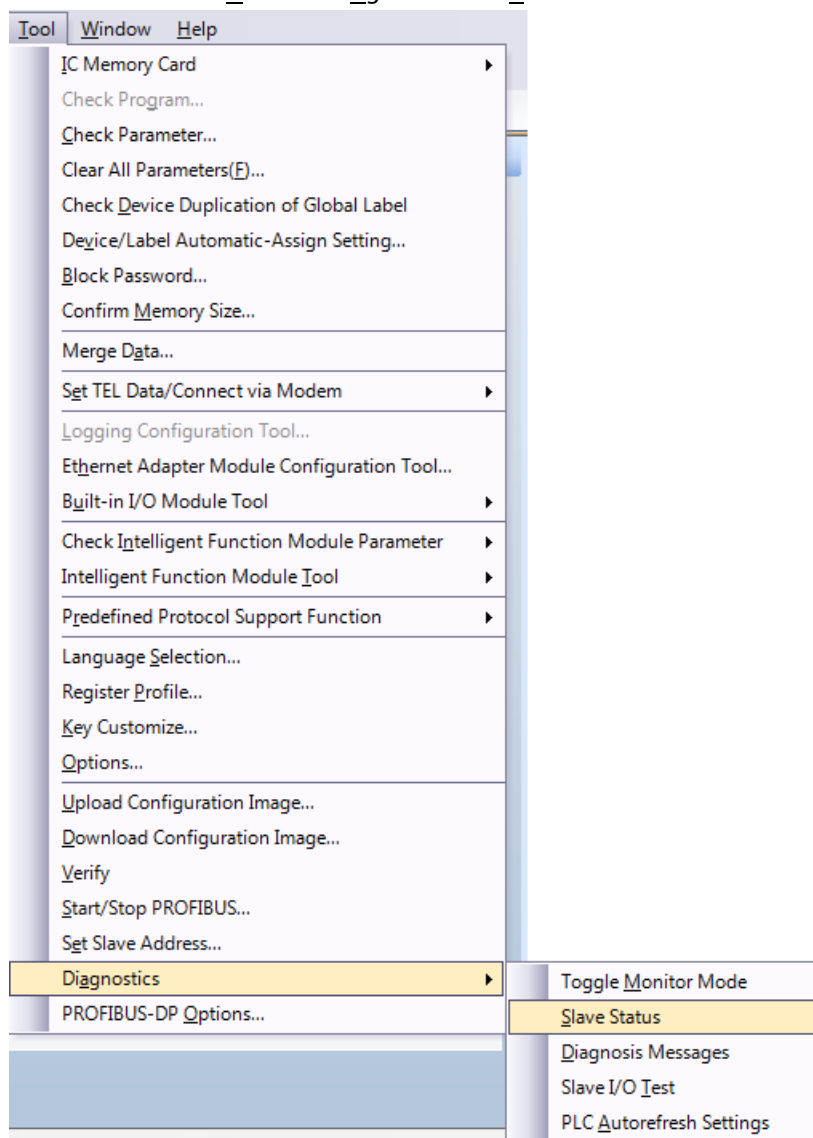 Tool Window Help
IC Memory Card
Check Program...
Check Parameter...
Clear All Parameters(F)...
Check Device Duplication of Global Label
Device/Label Automatic-Assign Setting...
Block Password...
Confirm Memory Size...
Merge Data...
Set TEL Data/Connect via Modem
Logging Configuration Tool...
Ethernet Adapter Module Configuration Tool...
Built-in I/O Module Tool
Check Intelligent Function Module Parameter
Intelligent Function Module Tool
Predefined Protocol Support Function
Language Selection...
Register Profile...
Key Customize...
Options...
Upload Configuration Image...
Download Configuration Image...
Verify
Start/Stop PROFIBUS...
Set Slave Address...
Diagnostics
Toggle Monitor Mode
PROFIBUS-DP Options...
Slave Status
Diagnosis Messages
Slave I/O Test
PLC Autorefresh Settings